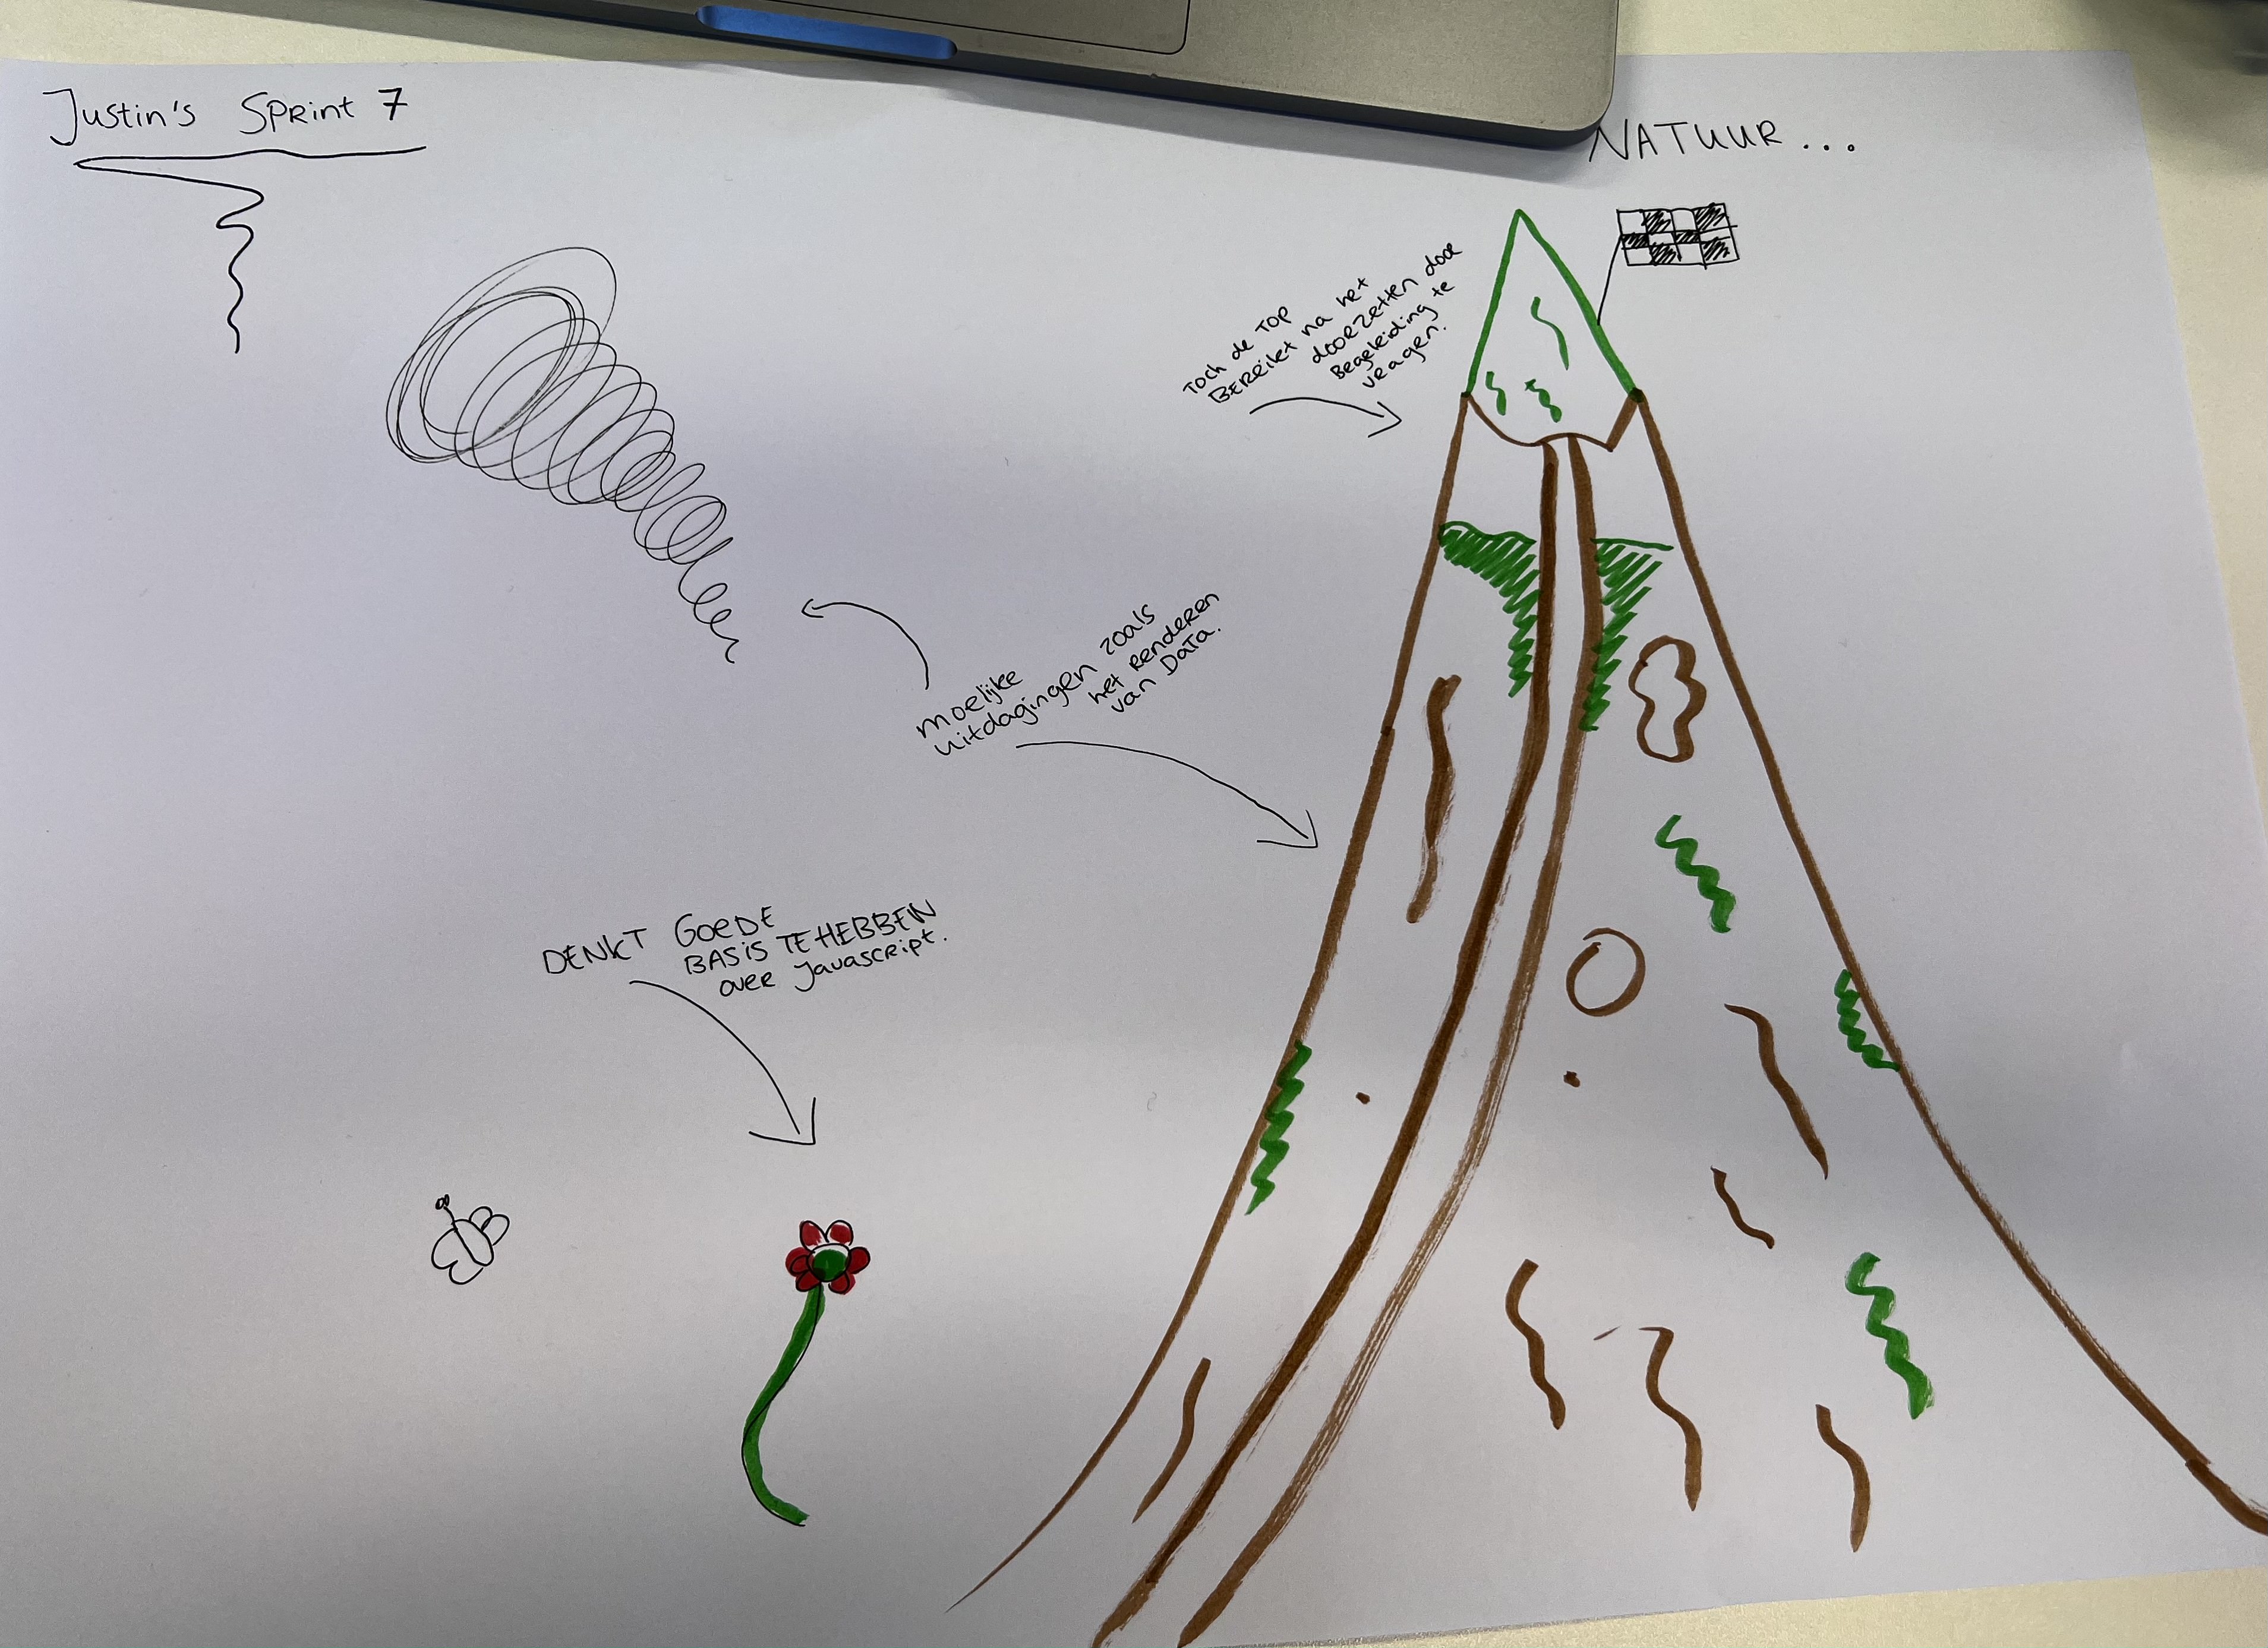 Justin's Sprint 7
NATUUR...
Toch de Top
Bereikt na het
doorzetten door
Begeleiding te
vragen.
moeijke
uitdagingen zoals
het renderen
van Data.
DENKT GOEDE
BASIS TE HEBBEN
over Javascript.